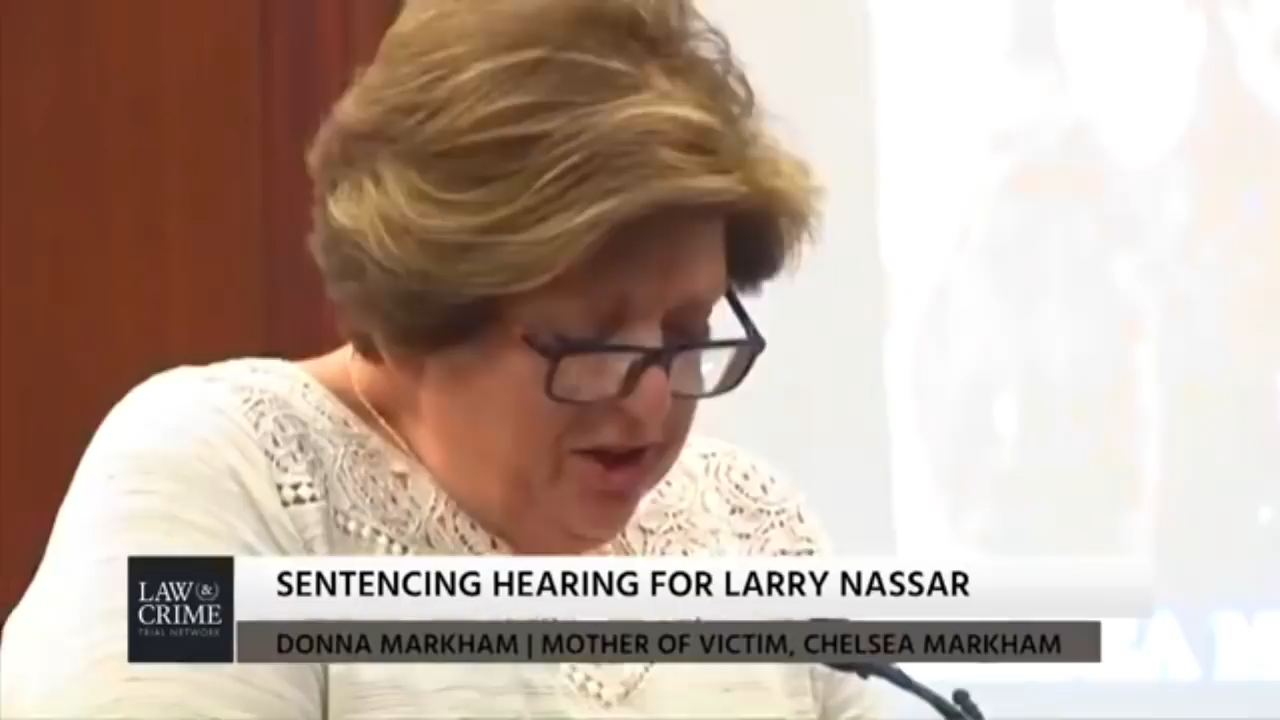 SENTENCING HEARING FOR LARRY NASSAR
LAW (&)
CRIME
TRIAL NETWORK
DONNA MARKHAM | MOTHER OF VICTIM, CHELSEA MARKHAM